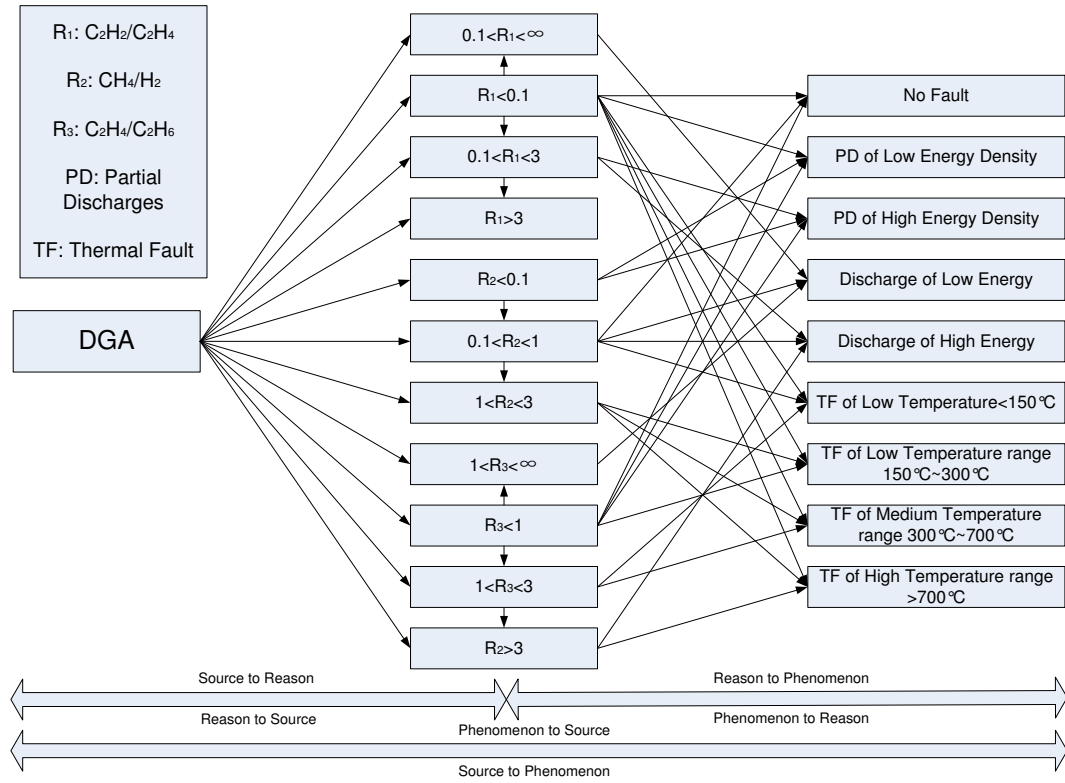 R₁: C₂H₂/C₂H₄
R₂: CH₄/H₂
R₃: C₂H₄/C₂H₆
PD: Partial
Discharges
TF: Thermal Fault
DGA
0.1<R₁<∞
R₁<0.1
0.1<R₁<3
R₁>3
R₂<0.1
0.1<R₂<1
1<R₂<3
1<R₃<∞
R₃<1
1<R₃<3
R₂>3
No Fault
PD of Low Energy Density
PD of High Energy Density
Discharge of Low Energy
Discharge of High Energy
TF of Low Temperature<150℃
TF of Low Temperature range
150℃~300℃
TF of Medium Temperature
range 300℃~700℃
TF of High Temperature range
>700℃
Source to Reason
Reason to Phenomenon
Reason to Source
Phenomenon to Reason
Phenomenon to Source
Source to Phenomenon